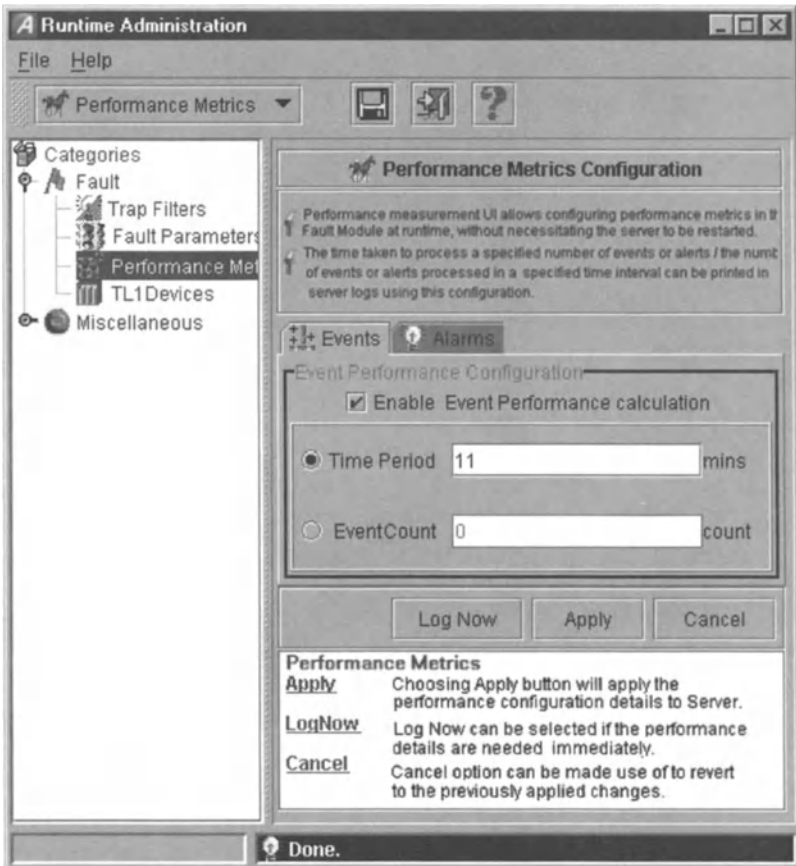 Runtime Administration
File Help
Performance Metrics
Categories
Fault
Trap Filters
Fault Parameters
Performance Met
TL1Devices
Miscellaneous
Performance Metrics Configuration
Performance measurement UI allows configuring performance metrics in th
Fault Module at runtime, without necessitating the server to be restarted.
The time taken to process a specified number of events or alerts / the numb
of events or alerts processed in a specified time interval can be printed in
server logs using this configuration.
Events Alarms
Event Performance Configuration
Enable Event Performance calculation
Time Period 11 mins
EventCount 0 count
Log Now Apply Cancel
Performance Metrics
Apply Choosing Apply button will apply the
performance configuration details to Server.
LogNow Log Now can be selected if the performance
details are needed immediately.
Cancel Cancel option can be made use of to revert
to the previously applied changes.
Done.